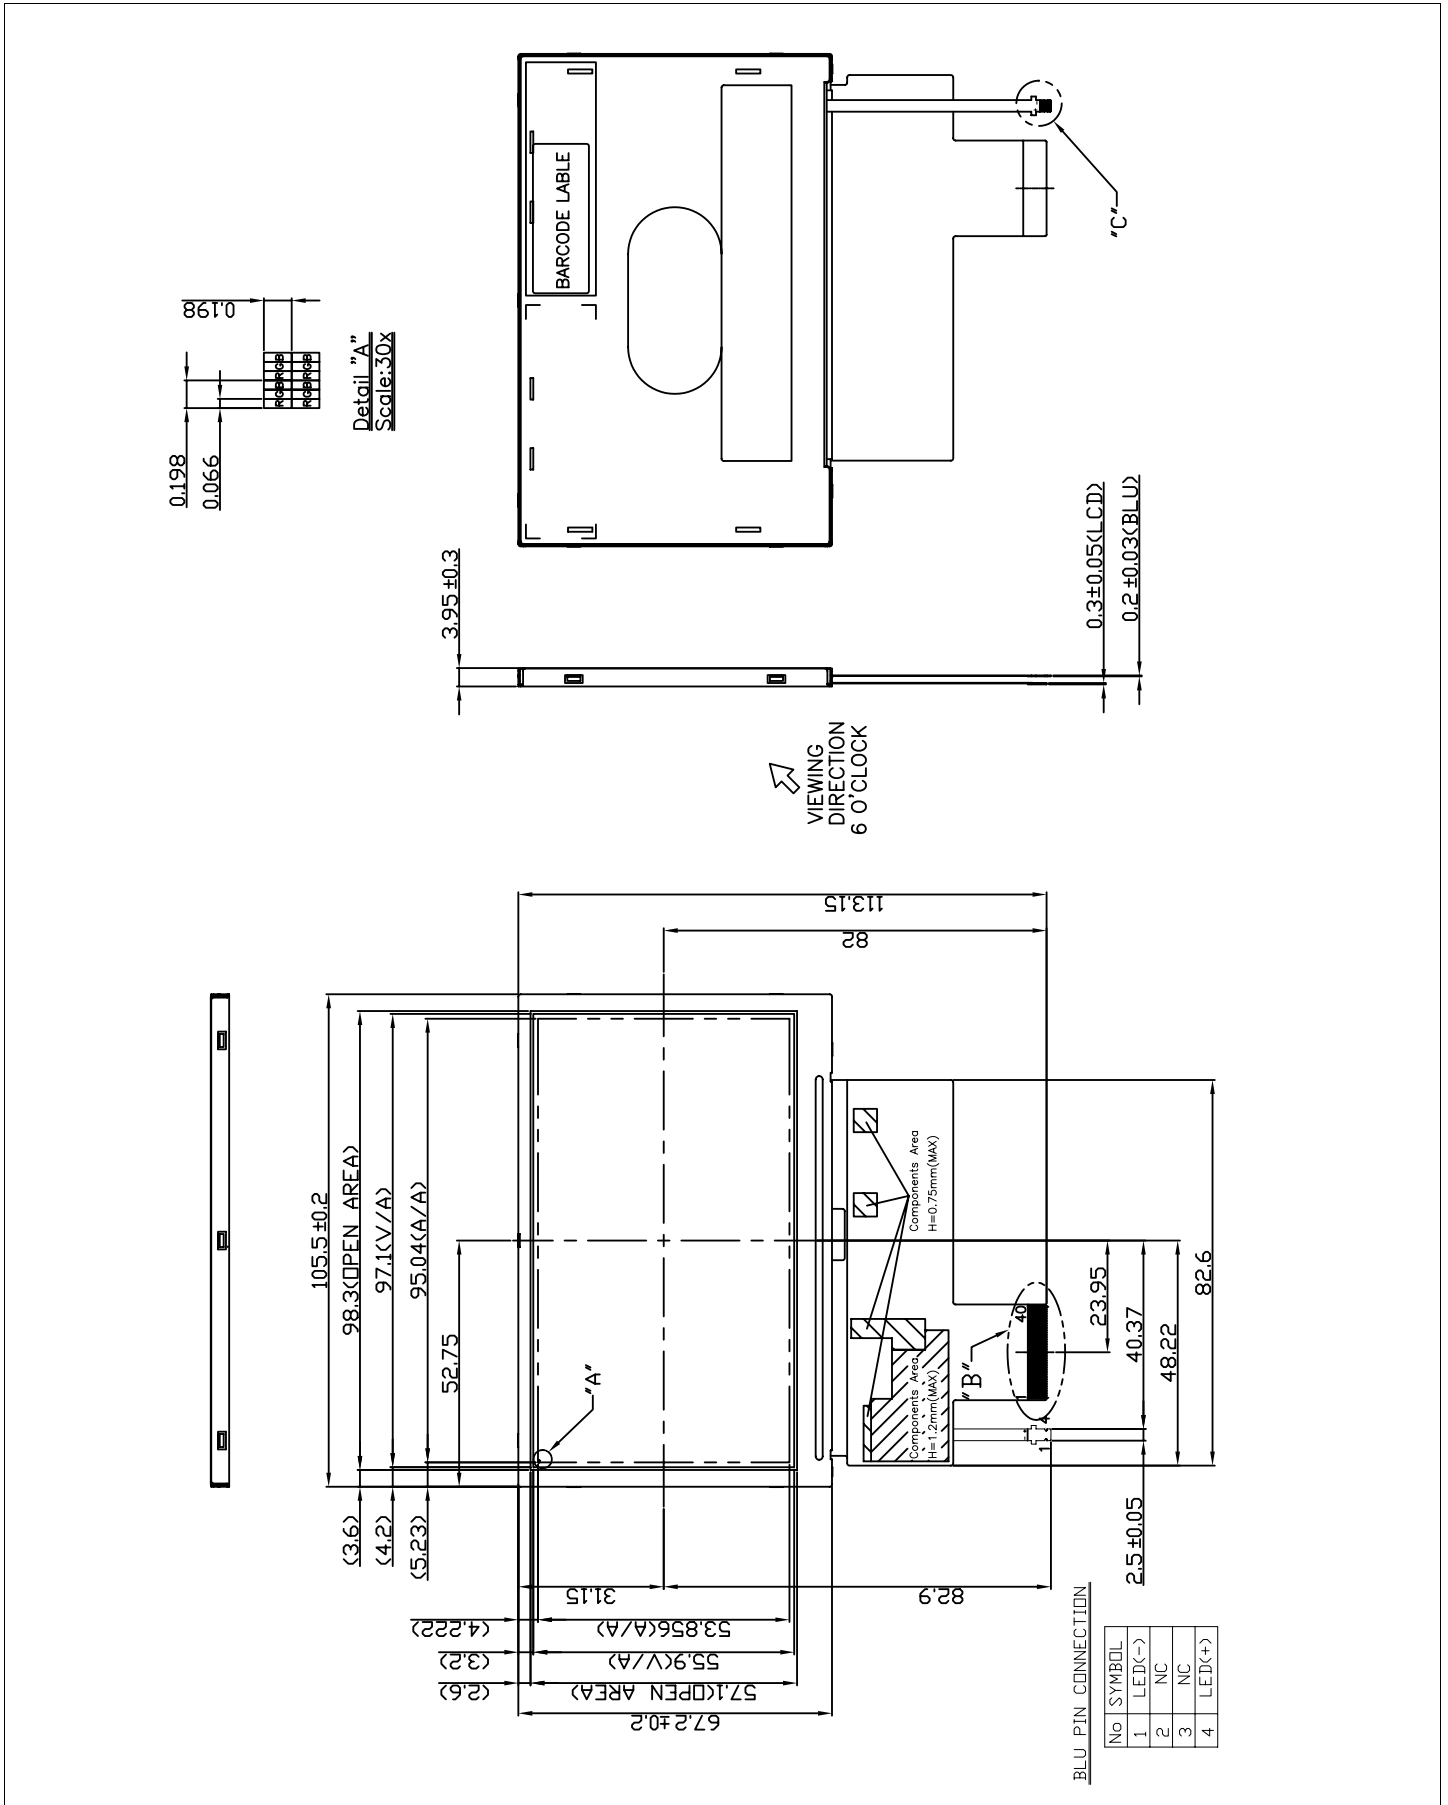 0.198
0.198
0.066
RGBRGB
RGBRGB
Detail "A"
Scale:30x
BARCODE LABLE
"C"
3.95±0.3
0.3±0.05(LCD)
0.2±0.03(BLU)
VIEWING
DIRECTION
6 O'CLOCK
113.15
82
105.5±0.2
98.3(OPEN AREA)
97.1(V/A)
95.04(A/A)
52.75
"A"
(3.6)
(4.2)
(5.23)
Components Area
H=0.75mm(MAX)
Components Area
H=1.2mm(MAX)
"B"
1
40
1
4
23.95
40.37
48.22
82.6
2.5±0.05
31.15
82.9
(4.222)
53.856(A/A)
(3.2)
55.9(V/A)
(2.6)
57.1(OPEN AREA)
67.2±0.2
BLU PIN CONNECTION
No SYMBOL
1 LED(-)
2 NC
3 NC
4 LED(+)